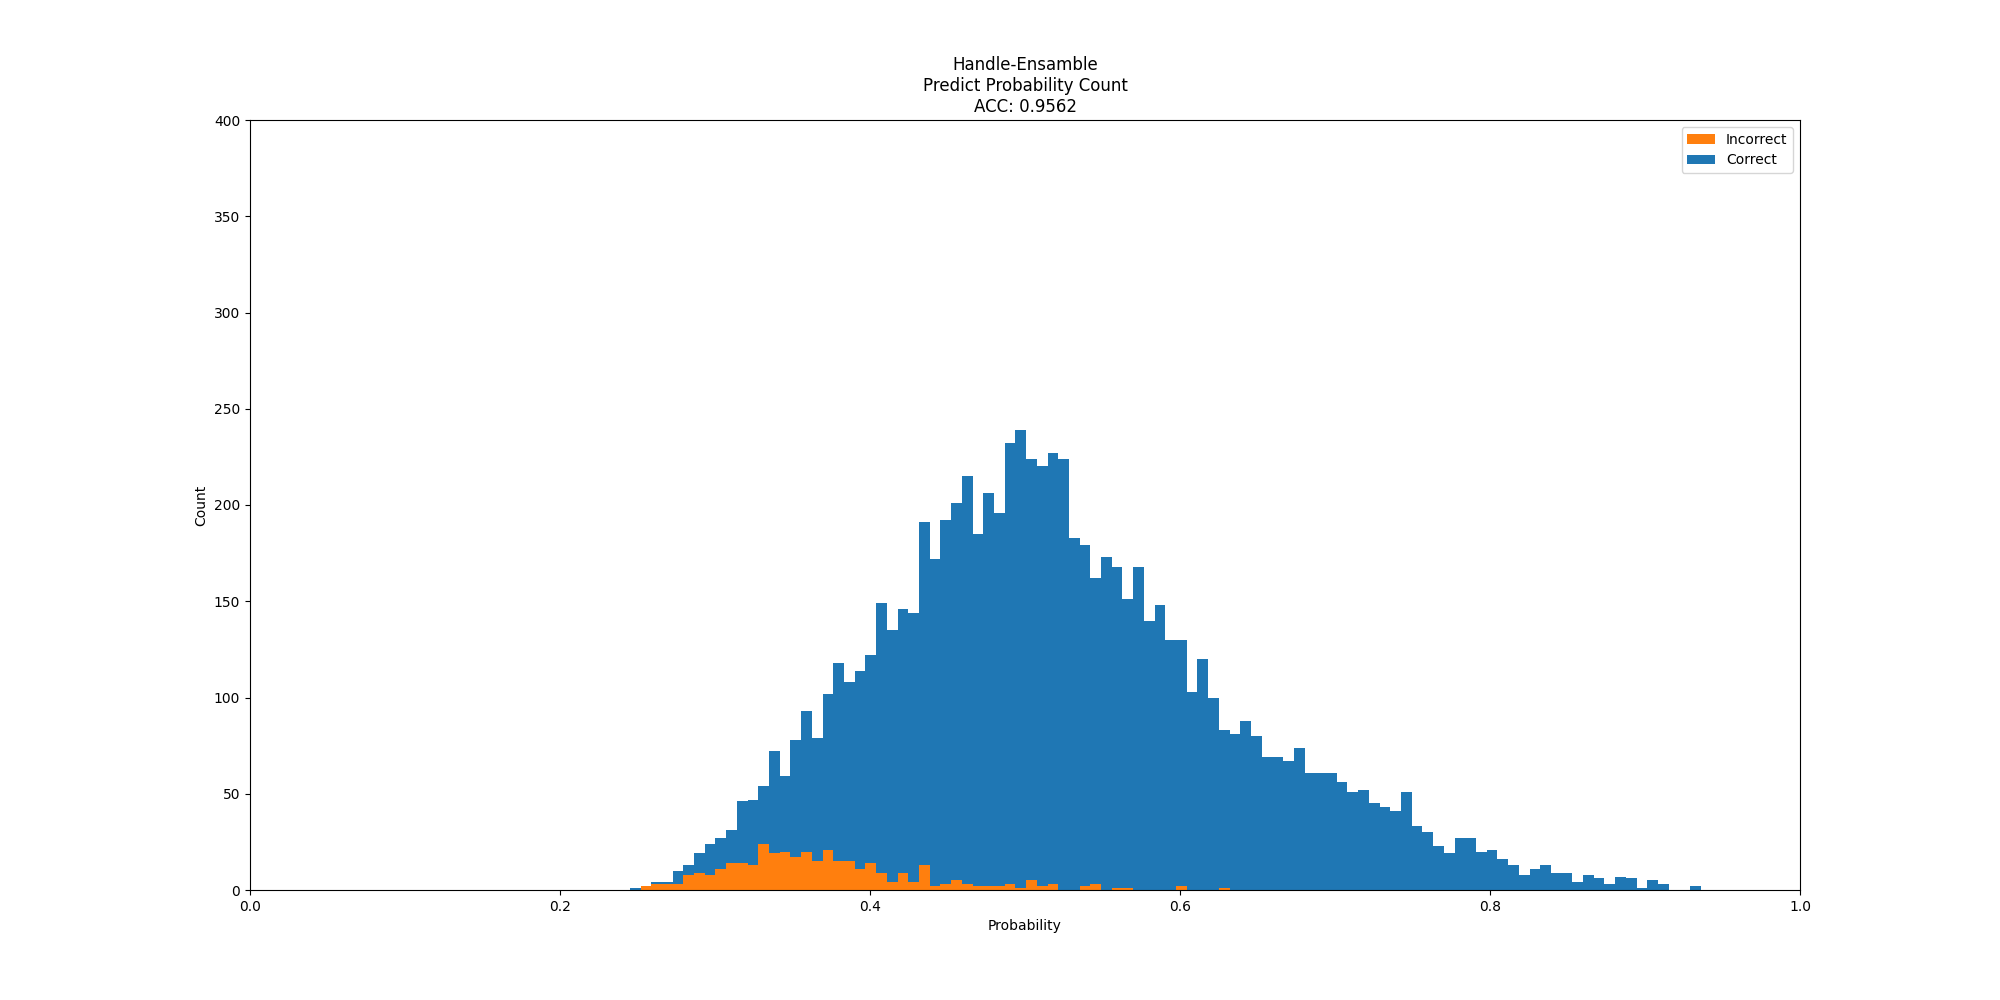 Handle-Ensamble
Predict Probability Count
ACC: 0.9562
Incorrect
Correct
400
350
300
250
200
150
100
50
0
Count
0.0 0.2 0.4 0.6 0.8 1.0
Probability